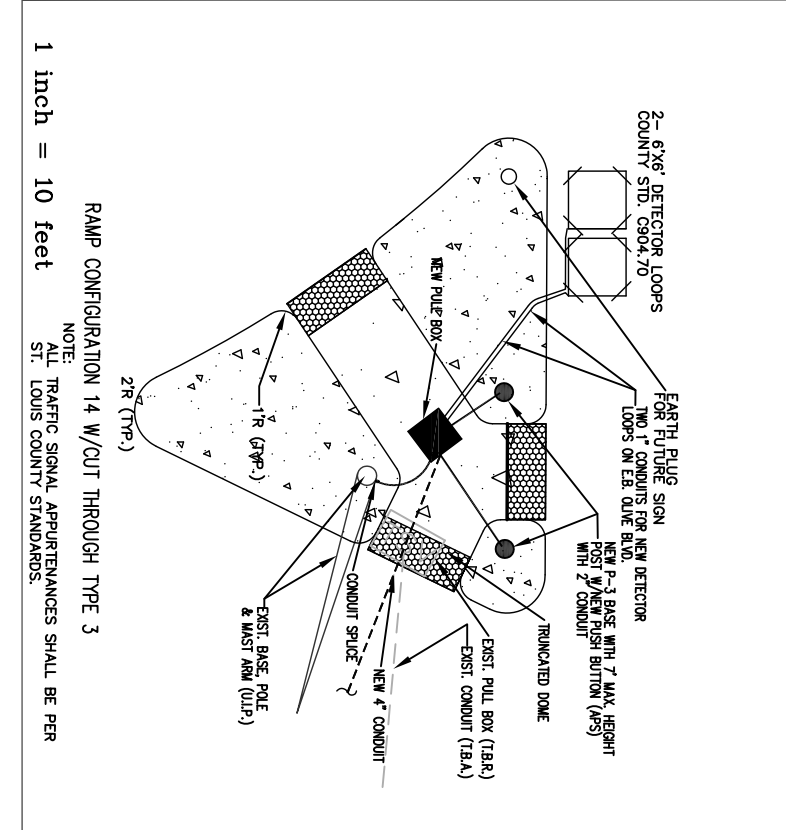 2- 6'X6' DETECTOR LOOPS
COUNTY STD. C904.70
EARTH PLUG
FOR FUTURE SIGN
TWO 1" CONDUITS FOR NEW DETECTOR
LOOPS ON E.B. OLIVE BLVD.
NEW P-3 BASE WITH 7' MAX. HEIGIHT
POST W/NEW PUSH BUTTON (APS)
WITH 2" CONDUIT
TRUNCATED DOME
EXIST. PULL BOX (T.B.R.)
EXIST. CONDUIT (T.B.A.)
NEW 4" CONDUIT
CONDUIT SPLICE
EXIST. BASE, POLE
& MAST ARM (U.I.P.)
NEW PULL BOX
1'R (TYP.)
2'R (TYP.)
RAMP CONFIGURATION 14 W/CUT THROUGH TYPE 3
NOTE:
ALL TRAFFIC SIGNAL APPURTENANCES SHALL BE PER
ST. LOUIS COUNTY STANDARDS.
1 inch = 10 feet